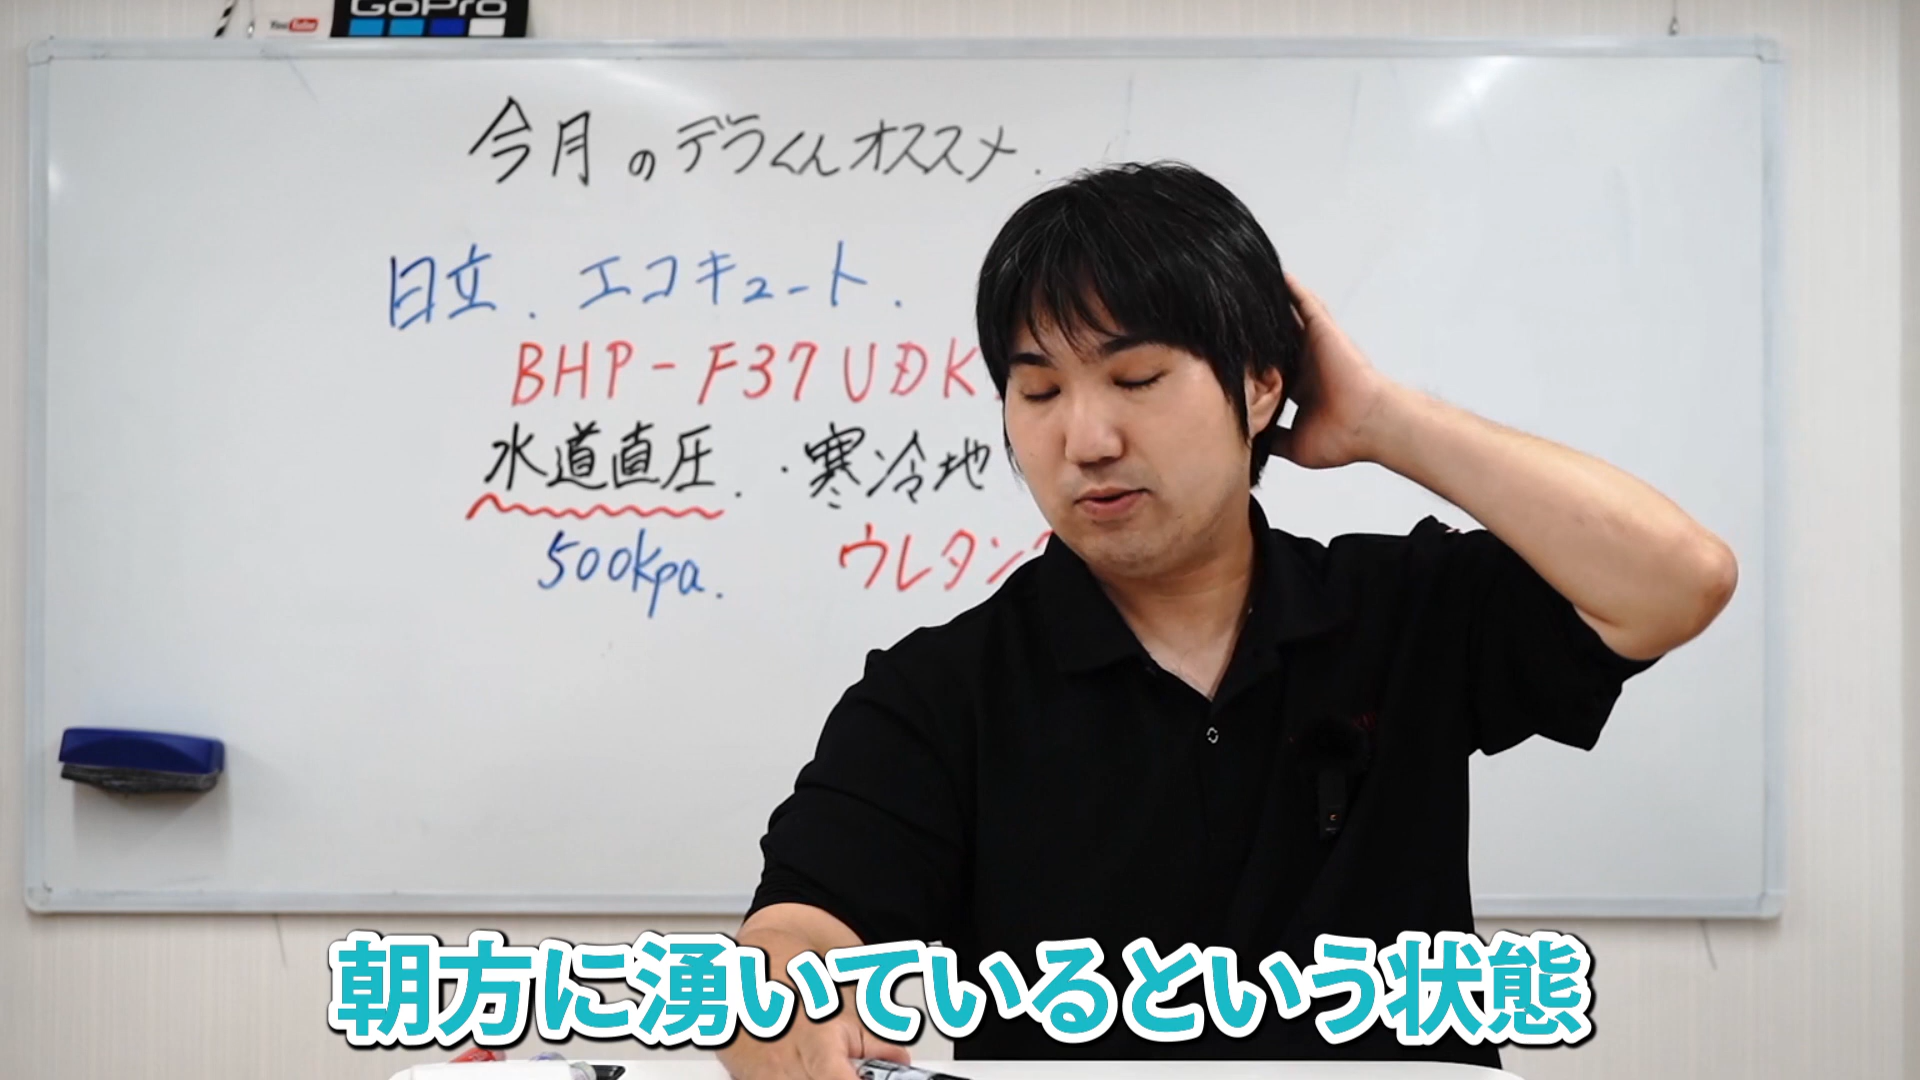 GoPro
YouTube
今月のデラくんオススメ.
日立.エコキュート.
BHP-F37UDK
水道直圧.・寒冷地
500kpa.
ウレタン
朝方に湧いているという状態